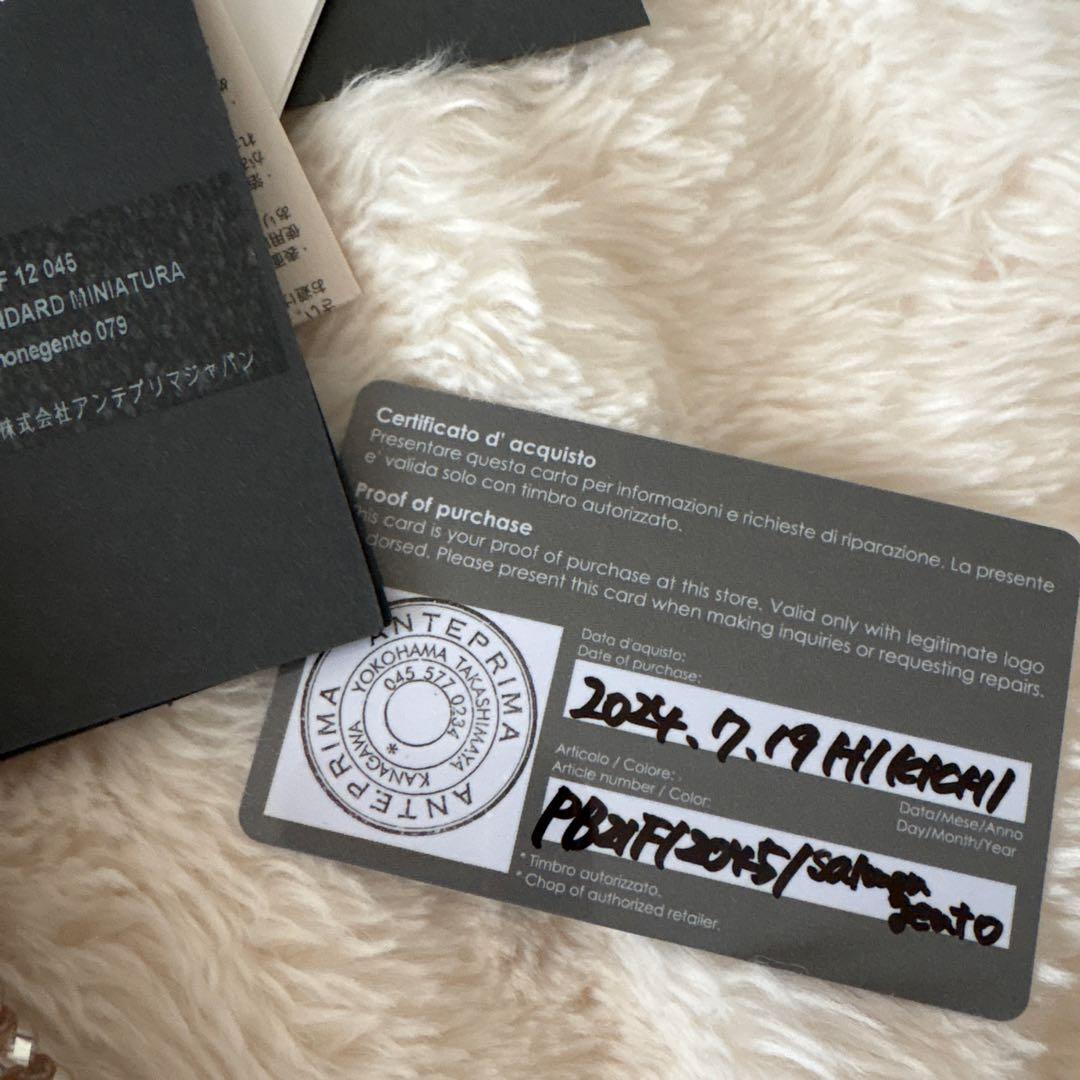 F 12 045
NDARD MINIATURA
onegento 079
株式会社アンテプリマジャパン
Certificato d' acquisto
Presentare questa carta per informazioni e richieste di riparazione. La presente
e' valida solo con timbro autorizzato.
Proof of purchase
his card is your proof of purchase at this store. Valid only with legitimate logo
dorsed. Please present this card when making inquiries or requesting repairs.
ANTEPRIMA
YOKOHAMA TAKASHIMAYA
045 577 0234
*
KANAGAWA
ANTEPRIMA
Data d'aquisto:
Date of purchase:
2024.7.19 HIKICHI
Data/Mese/Anno
Day/Month/Year
Articolo / Colore:
Article number / Color:
PB21F12045/
gento
* Timbro autorizzato.
* Chop of authorized retailer.